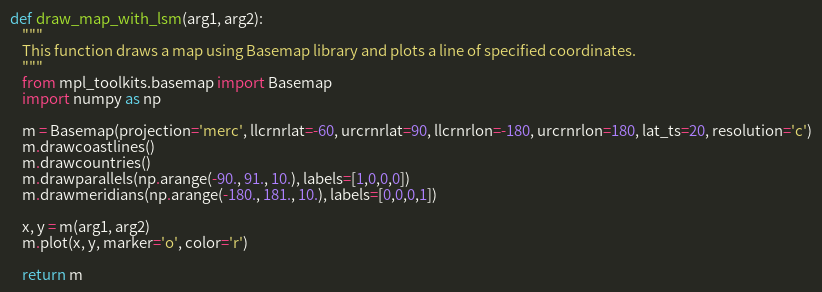 def draw_map_with_lsm(arg1, arg2):
    """
    This function draws a map using Basemap library and plots a line of specified coordinates.
    """
    from mpl_toolkits.basemap import Basemap
    import numpy as np

    m = Basemap(projection='merc', llcrnrlat=-60, urcrnrlat=90, llcrnrlon=-180, urcrnrlon=180, lat_ts=20, resolution='c')
    m.drawcoastlines()
    m.drawcountries()
    m.drawparallels(np.arange(-90., 91., 10.), labels=[1,0,0,0])
    m.drawmeridians(np.arange(-180., 181., 10.), labels=[0,0,0,1])

    x, y = m(arg1, arg2)
    m.plot(x, y, marker='o', color='r')

    return m